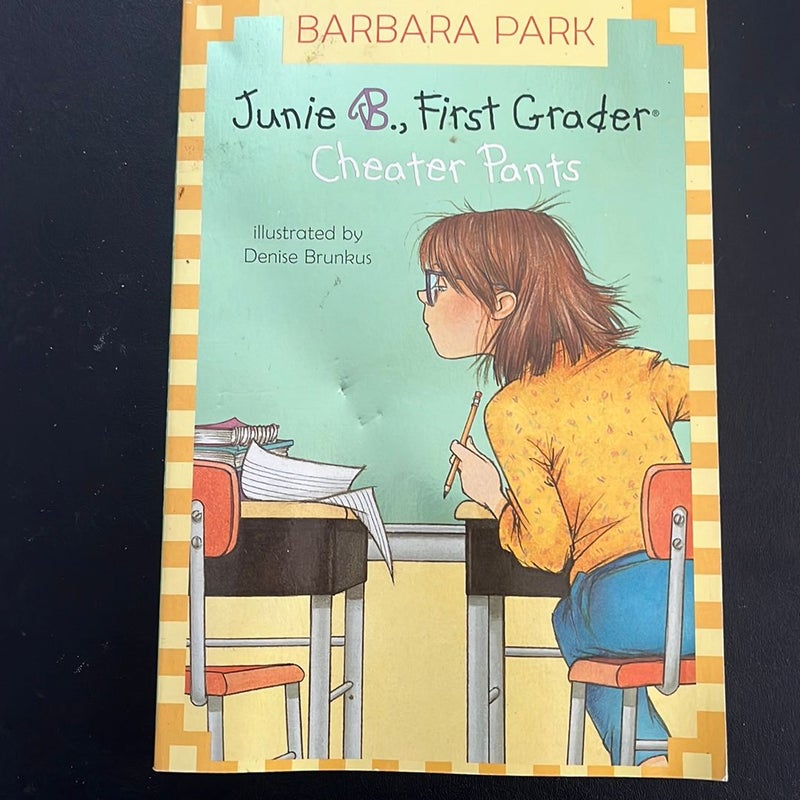 BARBARA PARK
Junie B., First Grader®
Cheater Pants
illustrated by
Denise Brunkus